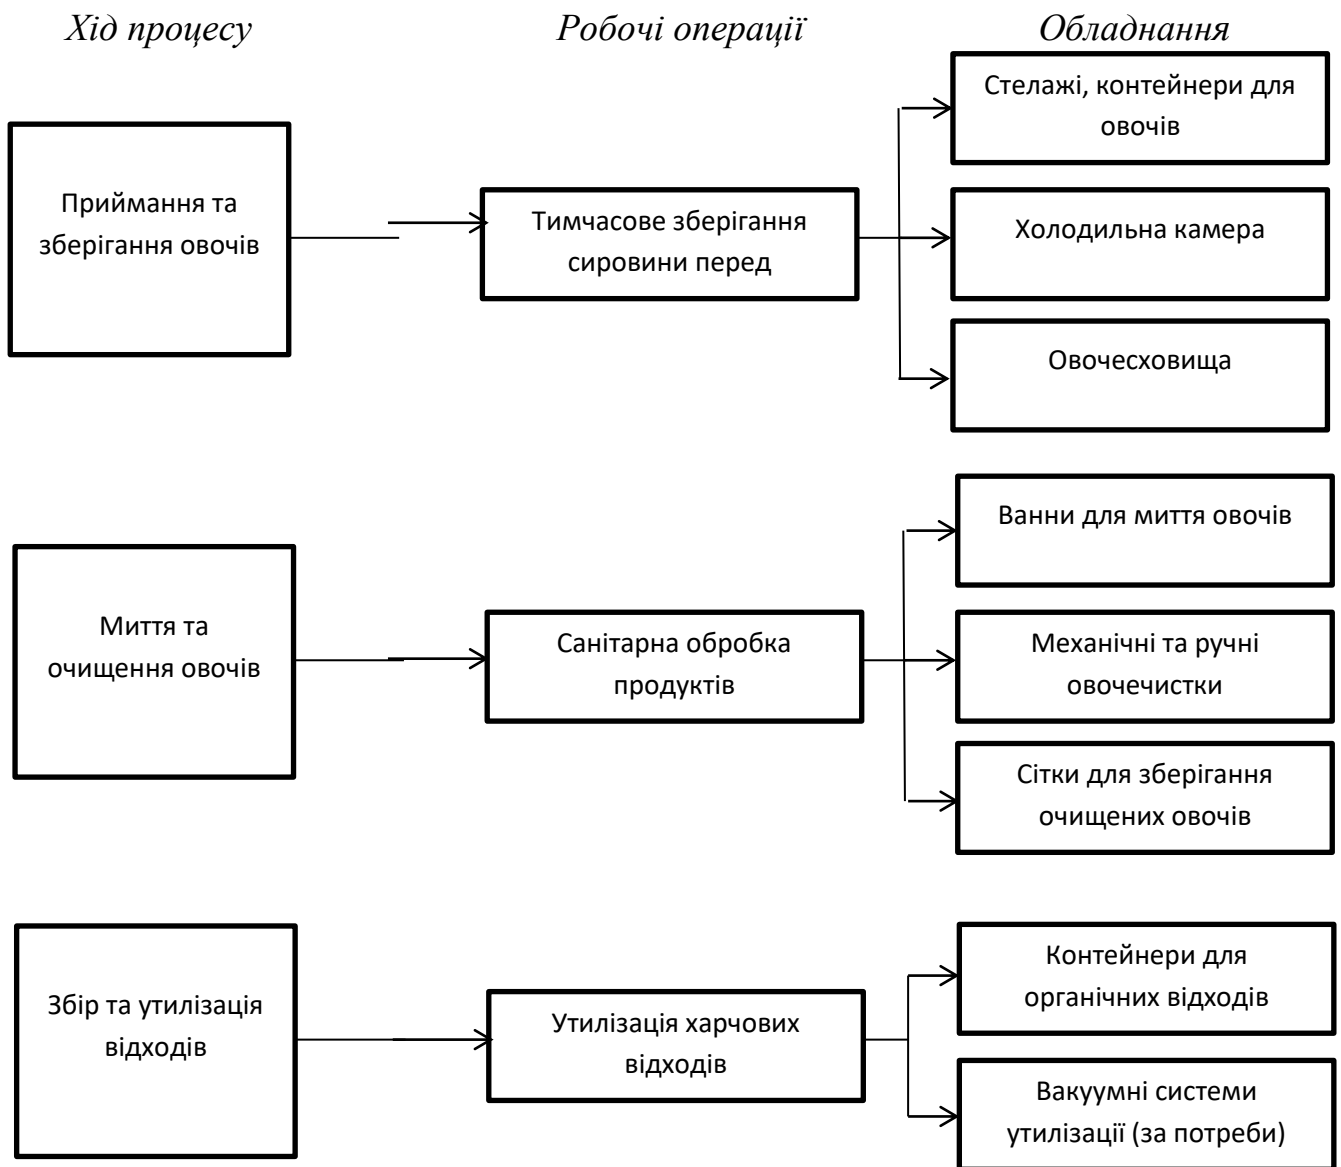 Хід процесу
Робочі операції
Обладнання
Приймання та
зберігання овочів
Тимчасове зберігання
сировини перед
Стелажі, контейнери для
овочів
Холодильна камера
Овочесховища
Миття та
очищення овочів
Санітарна обробка
продуктів
Ванни для миття овочів
Механічні та ручні
овочечистки
Сітки для зберігання
очищених овочів
Збір та утилізація
відходів
Утилізація харчових
відходів
Контейнери для
органічних відходів
Вакуумні системи
утилізації (за потреби)